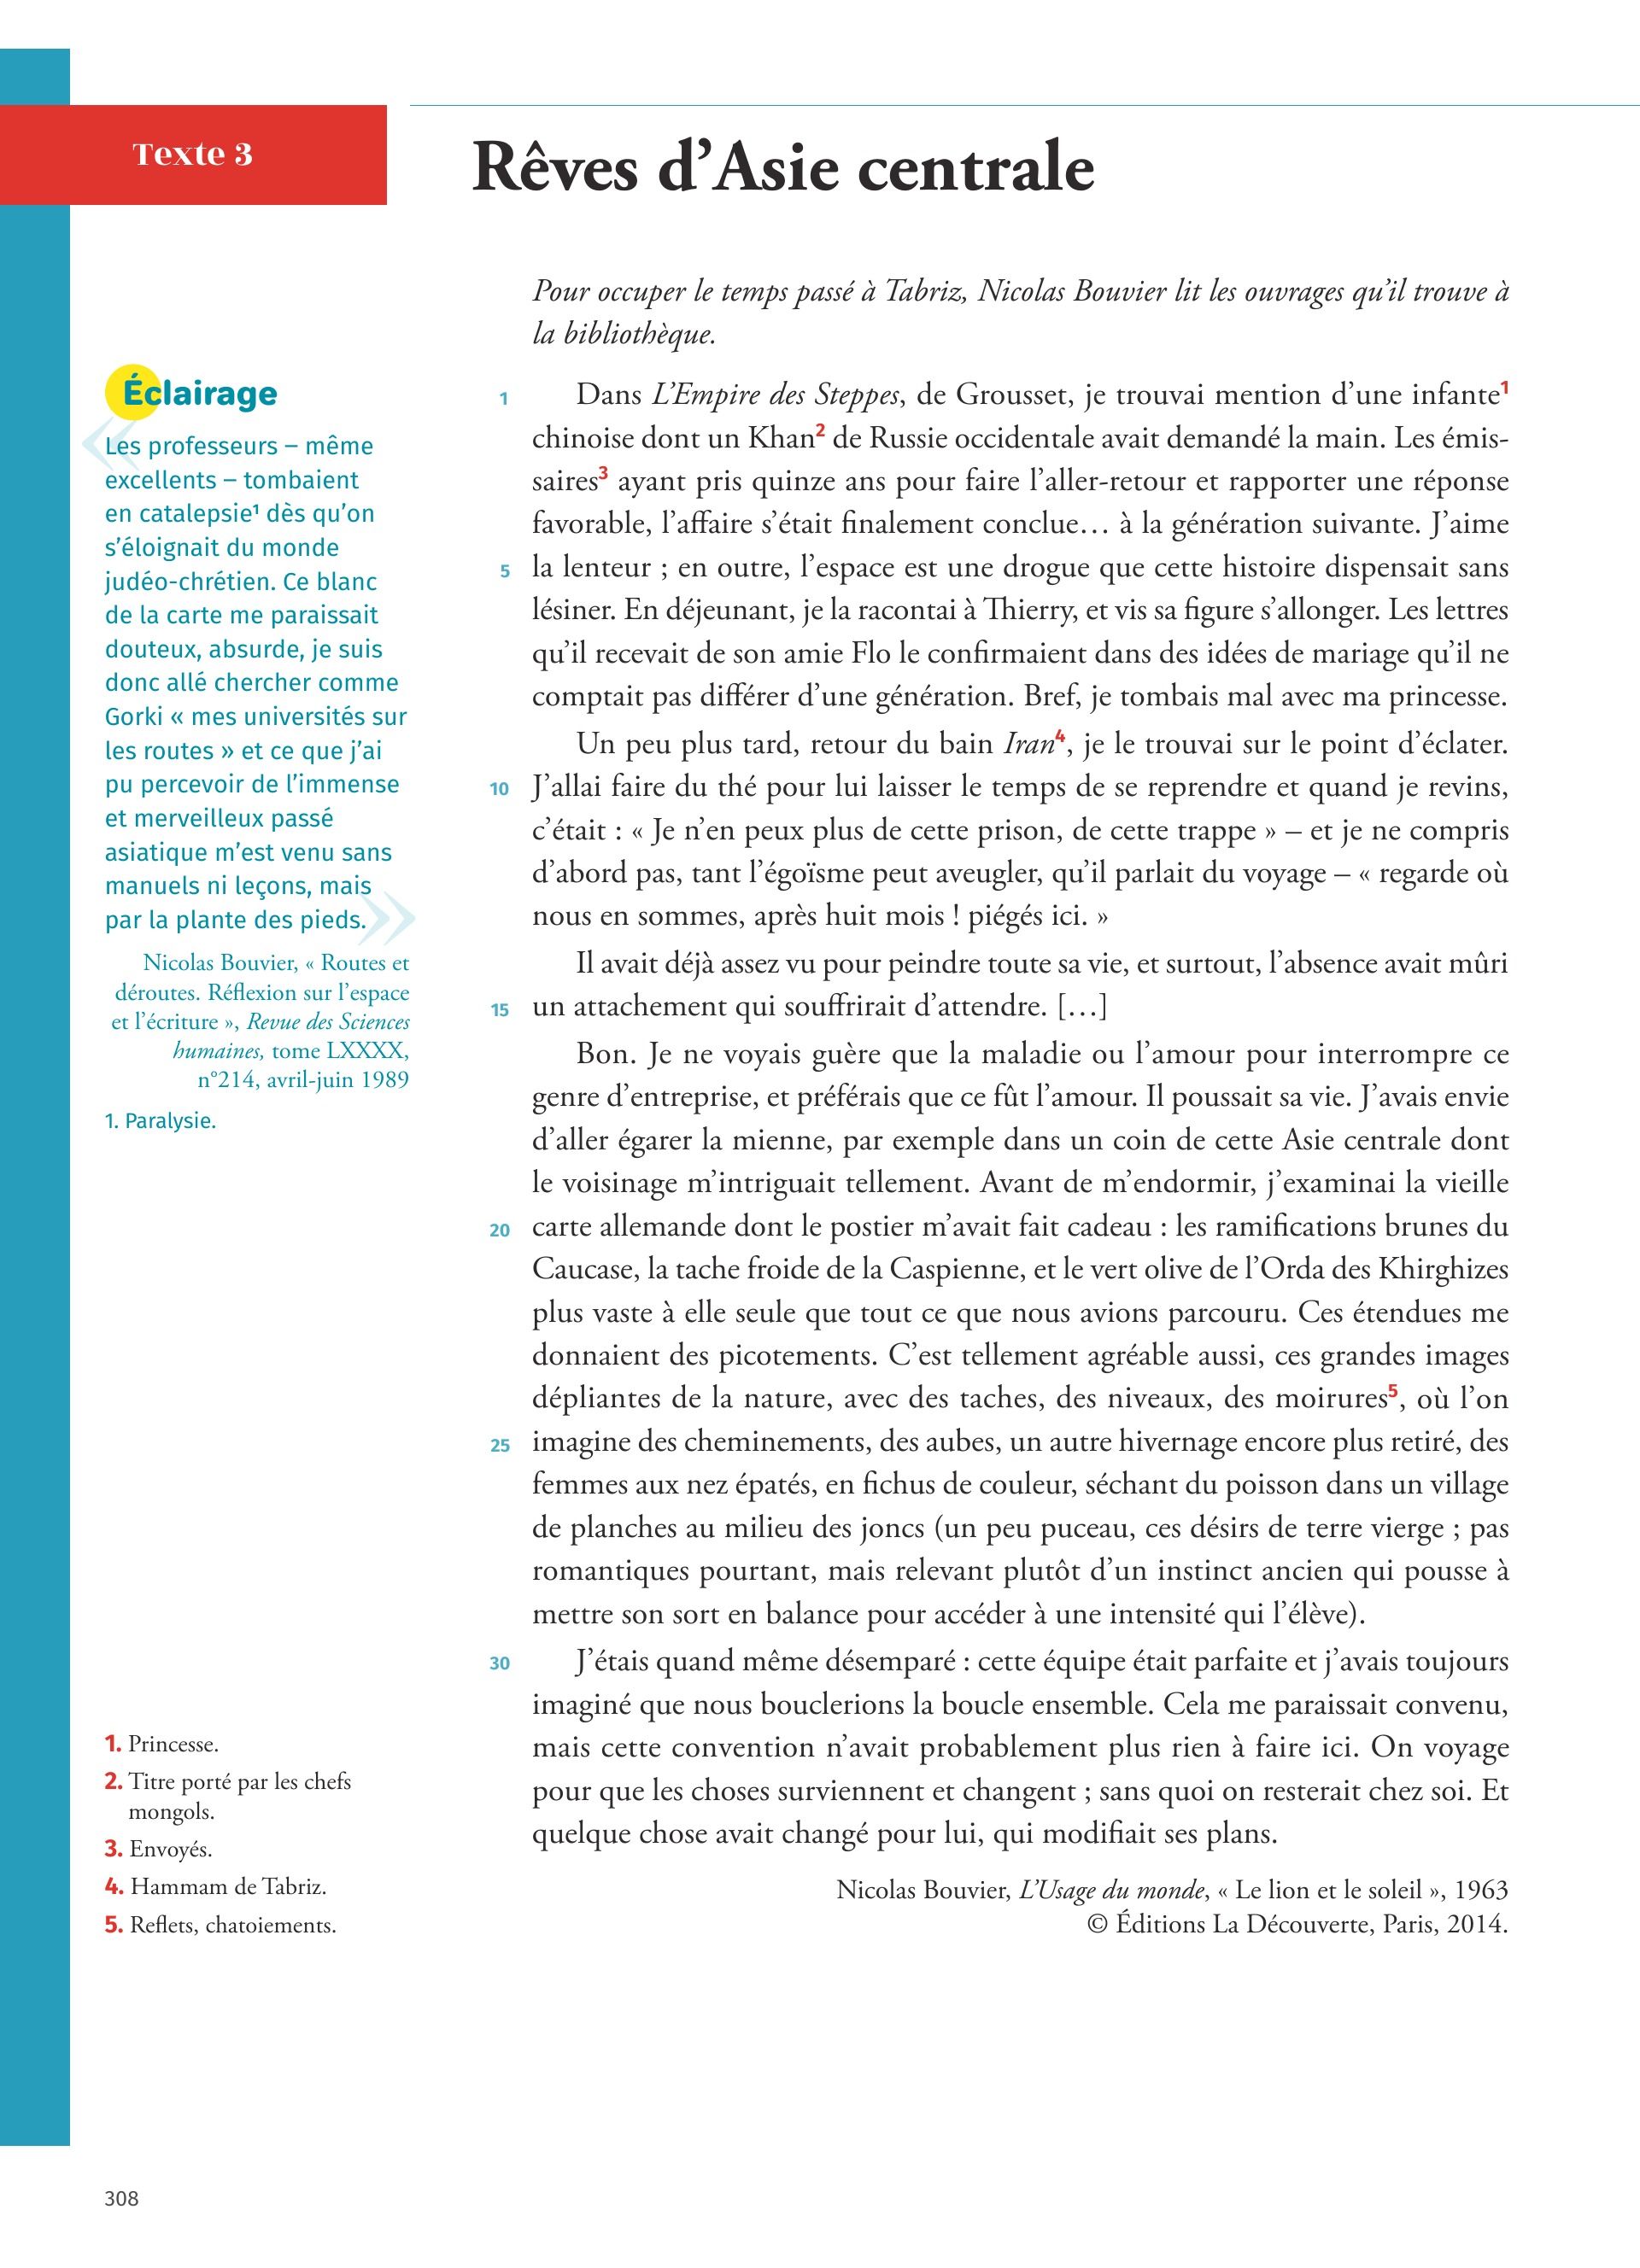 Texte 3
Rêves d’Asie centrale
Pour occuper le temps passé à Tabriz, Nicolas Bouvier lit les ouvrages qu’il trouve à
la bibliothèque.
Éclairage
«
Les professeurs – même
excellents – tombaient
en catalepsie¹ dès qu’on
s’éloignait du monde
judéo-chrétien. Ce blanc
de la carte me paraissait
douteux, absurde, je suis
donc allé chercher comme
Gorki « mes universités sur
les routes » et ce que j’ai
pu percevoir de l’immense
et merveilleux passé
asiatique m’est venu sans
manuels ni leçons, mais
par la plante des pieds.
»
Nicolas Bouvier, « Routes et
déroutes. Réflexion sur l’espace
et l’écriture », Revue des Sciences
humaines, tome LXXXX,
n°214, avril-juin 1989
1. Paralysie.
1 Dans L’Empire des Steppes, de Grousset, je trouvai mention d’une infante¹
chinoise dont un Khan² de Russie occidentale avait demandé la main. Les émis-
saires³ ayant pris quinze ans pour faire l’aller-retour et rapporter une réponse
favorable, l’affaire s’était finalement conclue… à la génération suivante. J’aime
5 la lenteur ; en outre, l’espace est une drogue que cette histoire dispensait sans
lésiner. En déjeunant, je la racontai à Thierry, et vis sa figure s’allonger. Les lettres
qu’il recevait de son amie Flo le confirmaient dans des idées de mariage qu’il ne
comptait pas différer d’une génération. Bref, je tombais mal avec ma princesse.
Un peu plus tard, retour du bain Iran⁴, je le trouvai sur le point d’éclater.
10 J’allai faire du thé pour lui laisser le temps de se reprendre et quand je revins,
c’était : « Je n’en peux plus de cette prison, de cette trappe » – et je ne compris
d’abord pas, tant l’égoïsme peut aveugler, qu’il parlait du voyage – « regarde où
nous en sommes, après huit mois ! piégés ici. »
Il avait déjà assez vu pour peindre toute sa vie, et surtout, l’absence avait mûri
15 un attachement qui souffrirait d’attendre. […]
Bon. Je ne voyais guère que la maladie ou l’amour pour interrompre ce
genre d’entreprise, et préférais que ce fût l’amour. Il poussait sa vie. J’avais envie
d’aller égarer la mienne, par exemple dans un coin de cette Asie centrale dont
le voisinage m’intriguait tellement. Avant de m’endormir, j’examinai la vieille
20 carte allemande dont le postier m’avait fait cadeau : les ramifications brunes du
Caucase, la tache froide de la Caspienne, et le vert olive de l’Orda des Khirghizes
plus vaste à elle seule que tout ce que nous avions parcouru. Ces étendues me
donnaient des picotements. C’est tellement agréable aussi, ces grandes images
dépliantes de la nature, avec des taches, des niveaux, des moirures⁵, où l’on
25 imagine des cheminements, des aubes, un autre hivernage encore plus retiré, des
femmes aux nez épatés, en fichus de couleur, séchant du poisson dans un village
de planches au milieu des joncs (un peu puceau, ces désirs de terre vierge ; pas
romantiques pourtant, mais relevant plutôt d’un instinct ancien qui pousse à
mettre son sort en balance pour accéder à une intensité qui l’élève).
30 J’étais quand même désemparé : cette équipe était parfaite et j’avais toujours
imaginé que nous bouclerions la boucle ensemble. Cela me paraissait convenu,
mais cette convention n’avait probablement plus rien à faire ici. On voyage
pour que les choses surviennent et changent ; sans quoi on resterait chez soi. Et
quelque chose avait changé pour lui, qui modifiait ses plans.
Nicolas Bouvier, L’Usage du monde, « Le lion et le soleil », 1963
© Éditions La Découverte, Paris, 2014.
1. Princesse.
2. Titre porté par les chefs
mongols.
3. Envoyés.
4. Hammam de Tabriz.
5. Reflets, chatoiements.
308